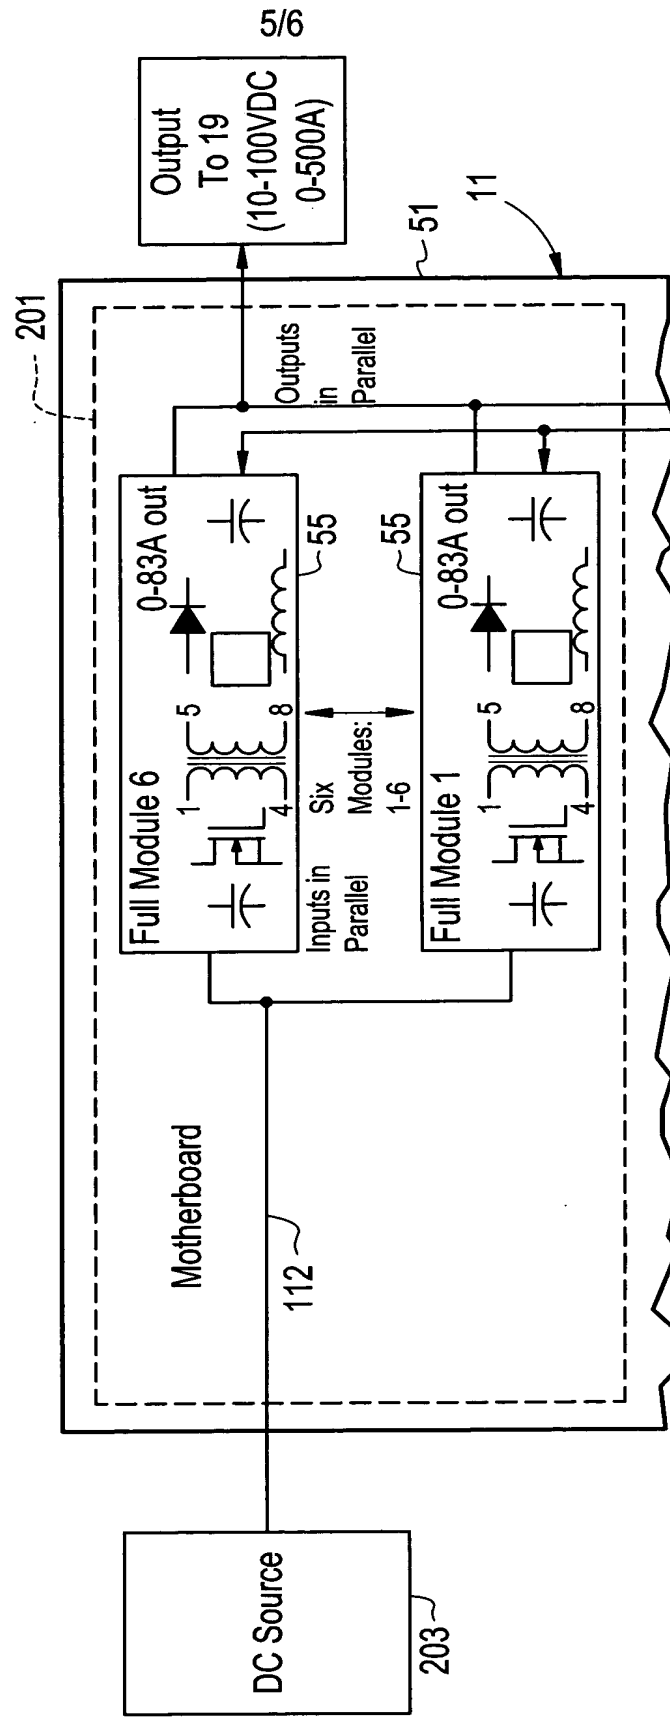 5/6
Output
To 19
(10-100VDC
0-500A)
201
51
11
Outputs
in
Parallel
Full Module 6
0-83A out
1
4
5
8
55
Six
Modules:
1-6
Inputs in
Parallel
55
Full Module 1
0-83A out
1
4
5
8
Motherboard
112
DC Source
203